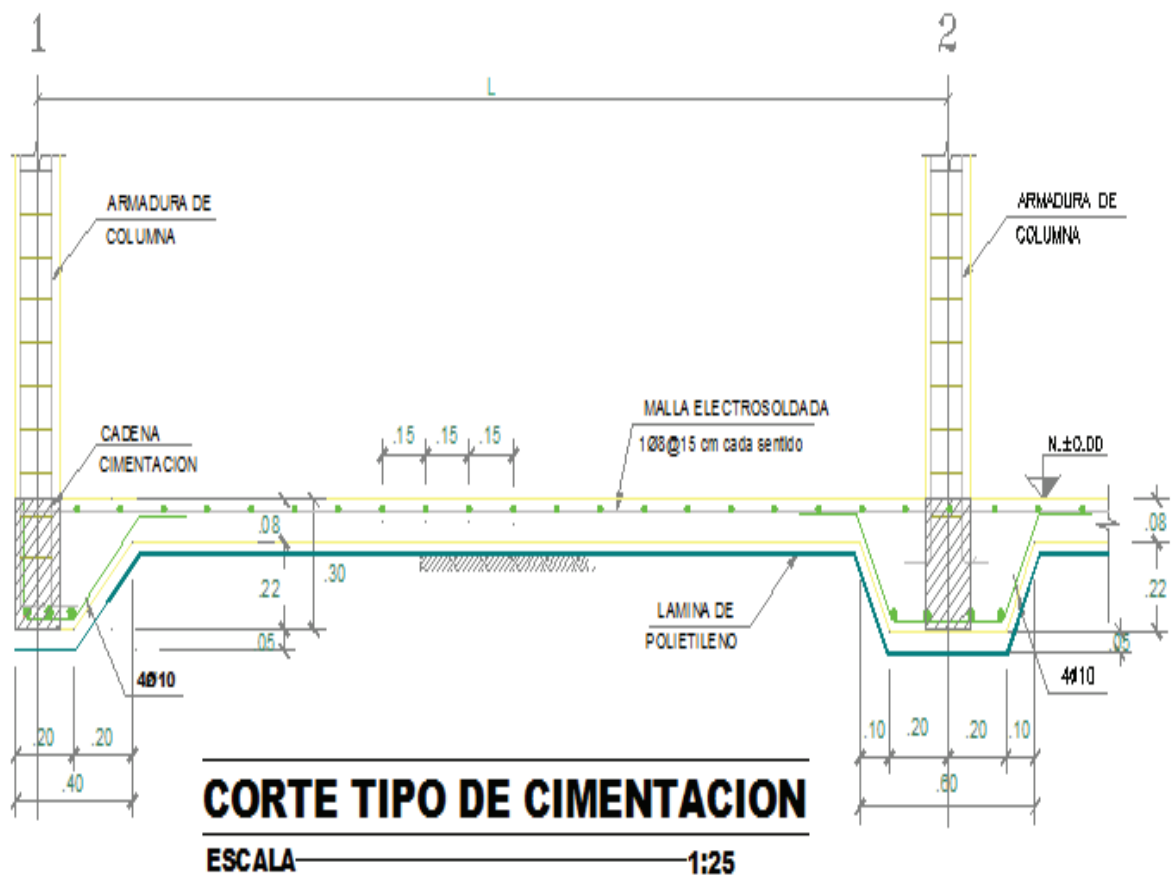 1
2
L
ARMADURA DE
COLUMNA
ARMADURA DE
COLUMNA
CADENA
CIMENTACION
.15 .15 .15
MALLA ELECTROSOLDADA
1Ø8@15 cm cada sentido
N.±0.00
.08
.22
.30
.05
.08
.22
.05
LAMINA DE
POLIETILENO
4Ø10
4Ø10
.20 .20
.40
.10 .20 .20 .10
.60
CORTE TIPO DE CIMENTACION
ESCALA 1:25